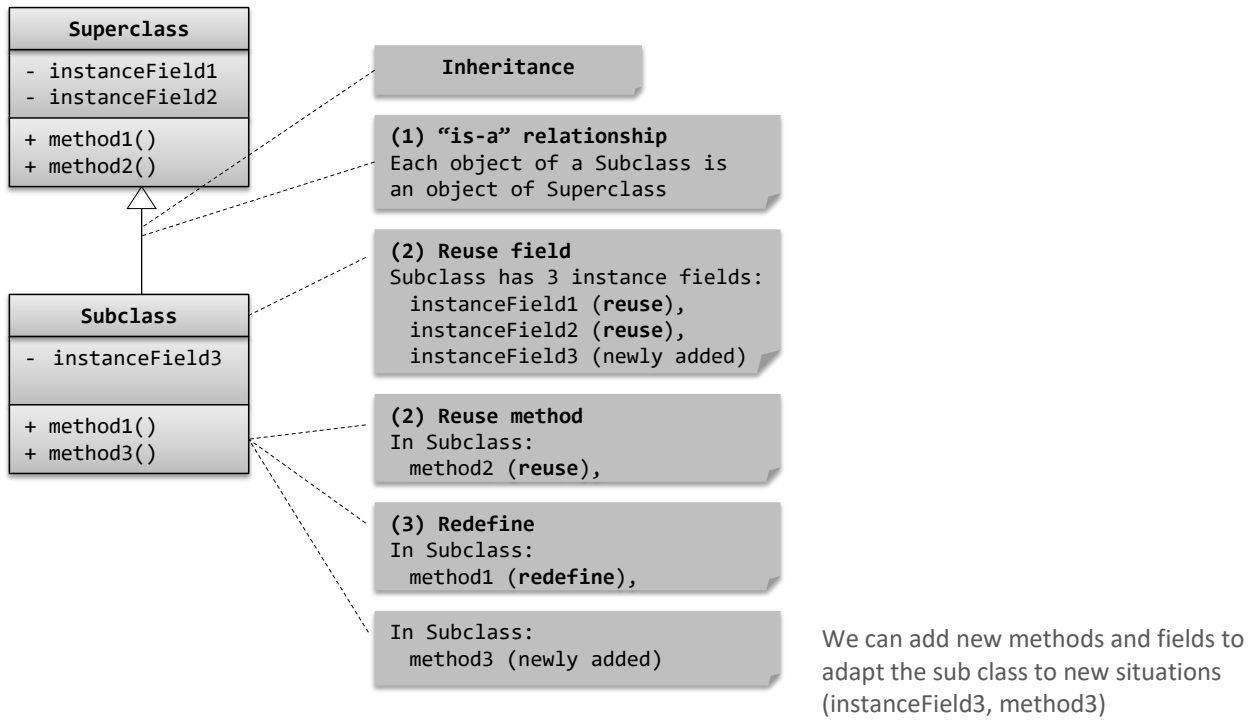 Superclass
- instanceField1
- instanceField2
+ method1()
+ method2()
Inheritance
(1) “is-a” relationship
Each object of a Subclass is
an object of Superclass
(2) Reuse field
Subclass has 3 instance fields:
instanceField1 (reuse),
instanceField2 (reuse),
instanceField3 (newly added)
Subclass
- instanceField3
+ method1()
+ method3()
(2) Reuse method
In Subclass:
method2 (reuse),
(3) Redefine
In Subclass:
method1 (redefine),
In Subclass:
method3 (newly added)
We can add new methods and fields to
adapt the sub class to new situations
(instanceField3, method3)